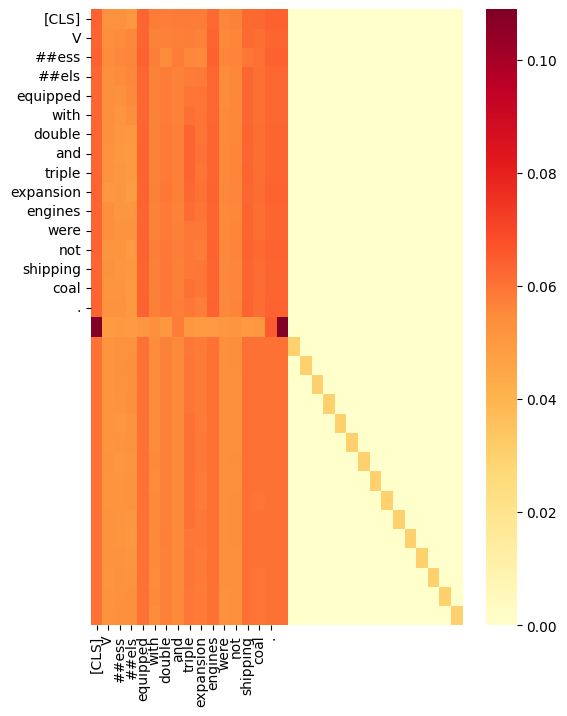 [CLS]
V
##ess
##els
equipped
with
double
and
triple
expansion
engines
were
not
shipping
coal
.
[CLS]
V
##ess
##els
equipped
with
double
and
triple
expansion
engines
were
not
shipping
coal
.
0.10
0.08
0.06
0.04
0.02
0.00